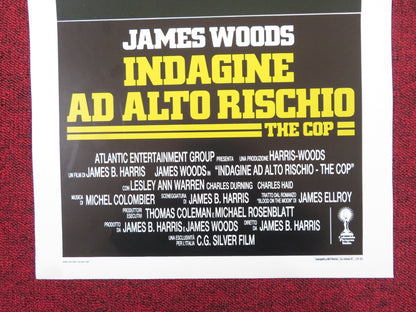 JAMES WOODS
INDAGINE
AD ALTO RISCHIO
THE COP
ATLANTIC ENTERTAINMENT GROUP PRESENTA UNA PRODUZIONE HARRIS-WOODS
UN FILM DI JAMES B. HARRIS JAMES WOODS IN "INDAGINE AD ALTO RISCHIO - THE COP"
CON LESLEY ANN WARREN CHARLES DURNING CHARLES HAID
MUSICA DI MICHEL COLOMBIER SCENEGGIATURA DI JAMES B. HARRIS TRATTO DAL ROMANZO "BLOOD ON THE MOON" DI JAMES ELLROY
PRODUTTORI ESECUTIVI THOMAS COLEMAN E MICHAEL ROSENBLATT
PRODOTTO DA JAMES B. HARRIS E JAMES WOODS DIRETTO DA JAMES B. HARRIS
UNA ESCLUSIVITÀ PER L'ITALIA C.G. SILVER FILM